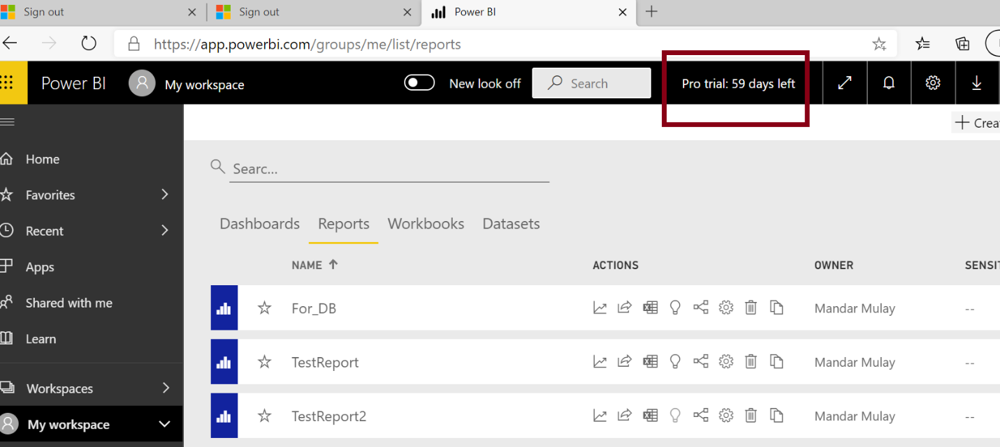 Sign out
Sign out
Power BI
https://app.powerbi.com/groups/me/list/reports
Power BI
My workspace
New look off
Search
Pro trial: 59 days left
Home
Favorites
Recent
Apps
Shared with me
Learn
Workspaces
My workspace
Crea
Searc...
Dashboards Reports Workbooks Datasets
NAME ACTIONS OWNER SENSIT
For_DB Mandar Mulay --
TestReport Mandar Mulay --
TestReport2 Mandar Mulay --